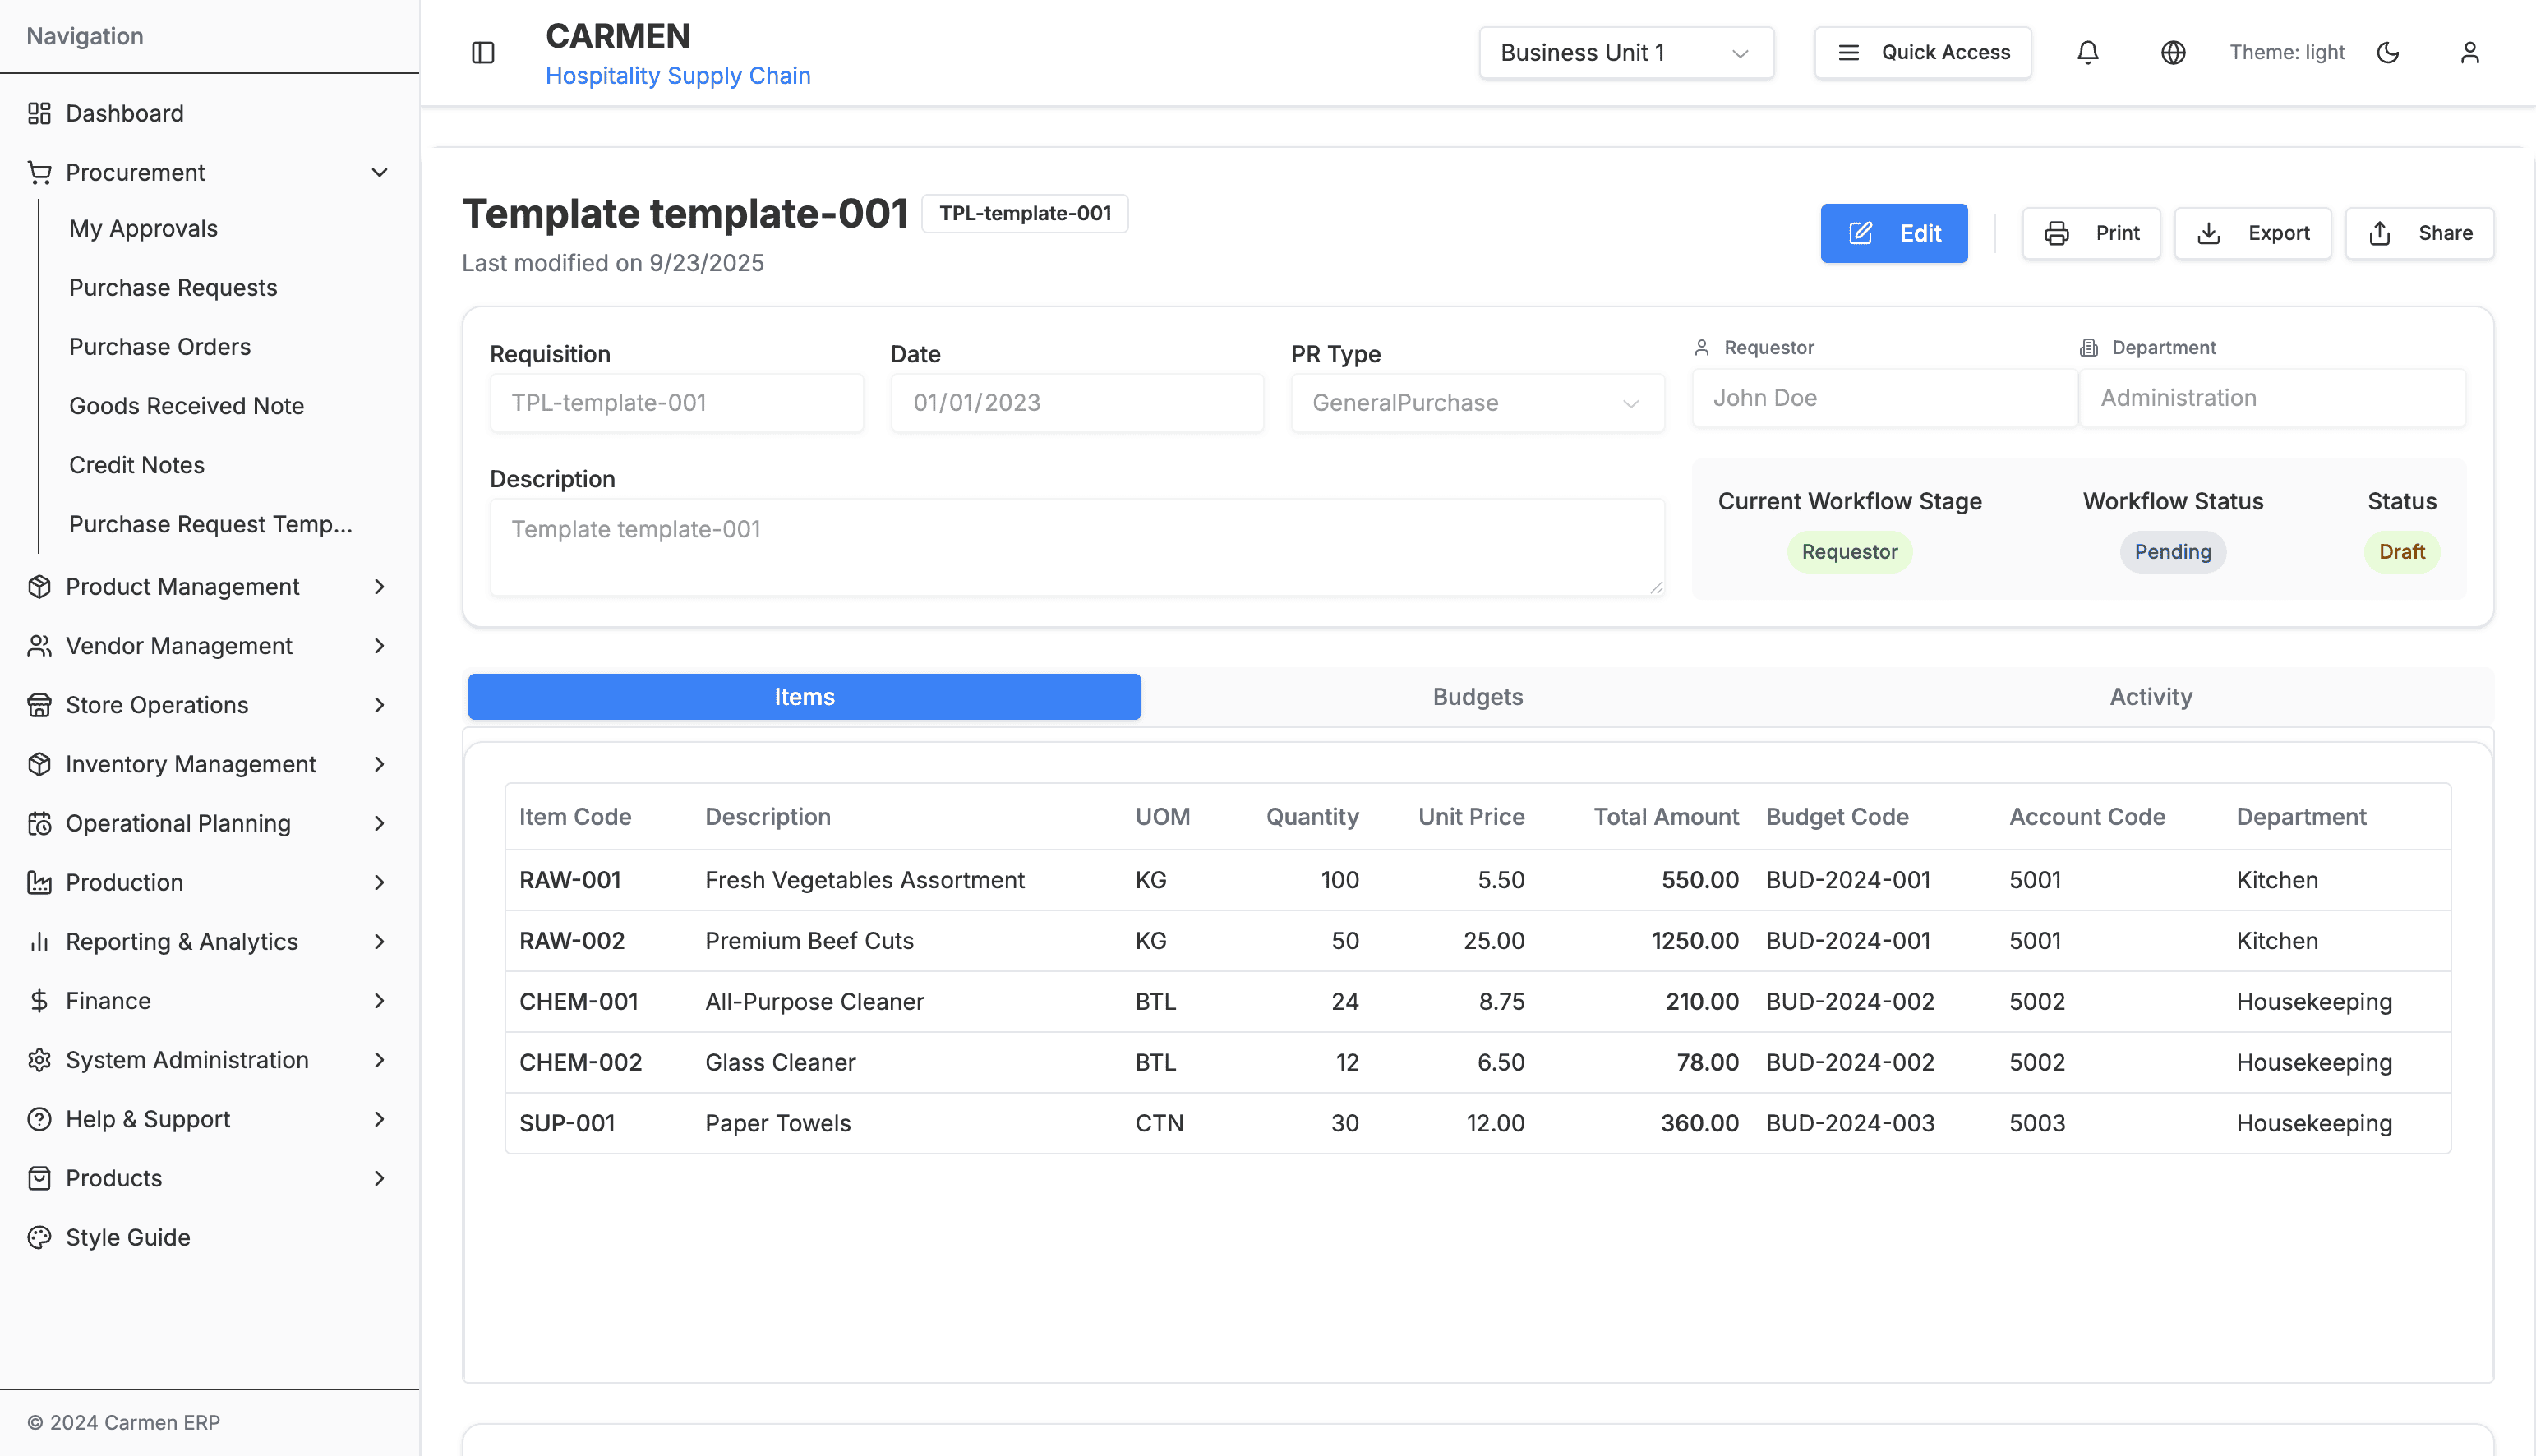 Navigation
Dashboard
Procurement
My Approvals
Purchase Requests
Purchase Orders
Goods Received Note
Credit Notes
Purchase Request Temp...
Product Management
Vendor Management
Store Operations
Inventory Management
Operational Planning
Production
Reporting & Analytics
Finance
System Administration
Help & Support
Products
Style Guide
© 2024 Carmen ERP
CARMEN
Hospitality Supply Chain
Business Unit 1
Quick Access
Theme: light
Template template-001 TPL-template-001
Last modified on 9/23/2025
Edit Print Export Share
Requisition Date PR Type Requestor Department
TPL-template-001 01/01/2023 GeneralPurchase John Doe Administration
Description
Template template-001
Current Workflow Stage Workflow Status Status
Requestor Pending Draft
Items Budgets Activity
Item Code Description UOM Quantity Unit Price Total Amount Budget Code Account Code Department
RAW-001 Fresh Vegetables Assortment KG 100 5.50 550.00 BUD-2024-001 5001 Kitchen
RAW-002 Premium Beef Cuts KG 50 25.00 1250.00 BUD-2024-001 5001 Kitchen
CHEM-001 All-Purpose Cleaner BTL 24 8.75 210.00 BUD-2024-002 5002 Housekeeping
CHEM-002 Glass Cleaner BTL 12 6.50 78.00 BUD-2024-002 5002 Housekeeping
SUP-001 Paper Towels CTN 30 12.00 360.00 BUD-2024-003 5003 Housekeeping